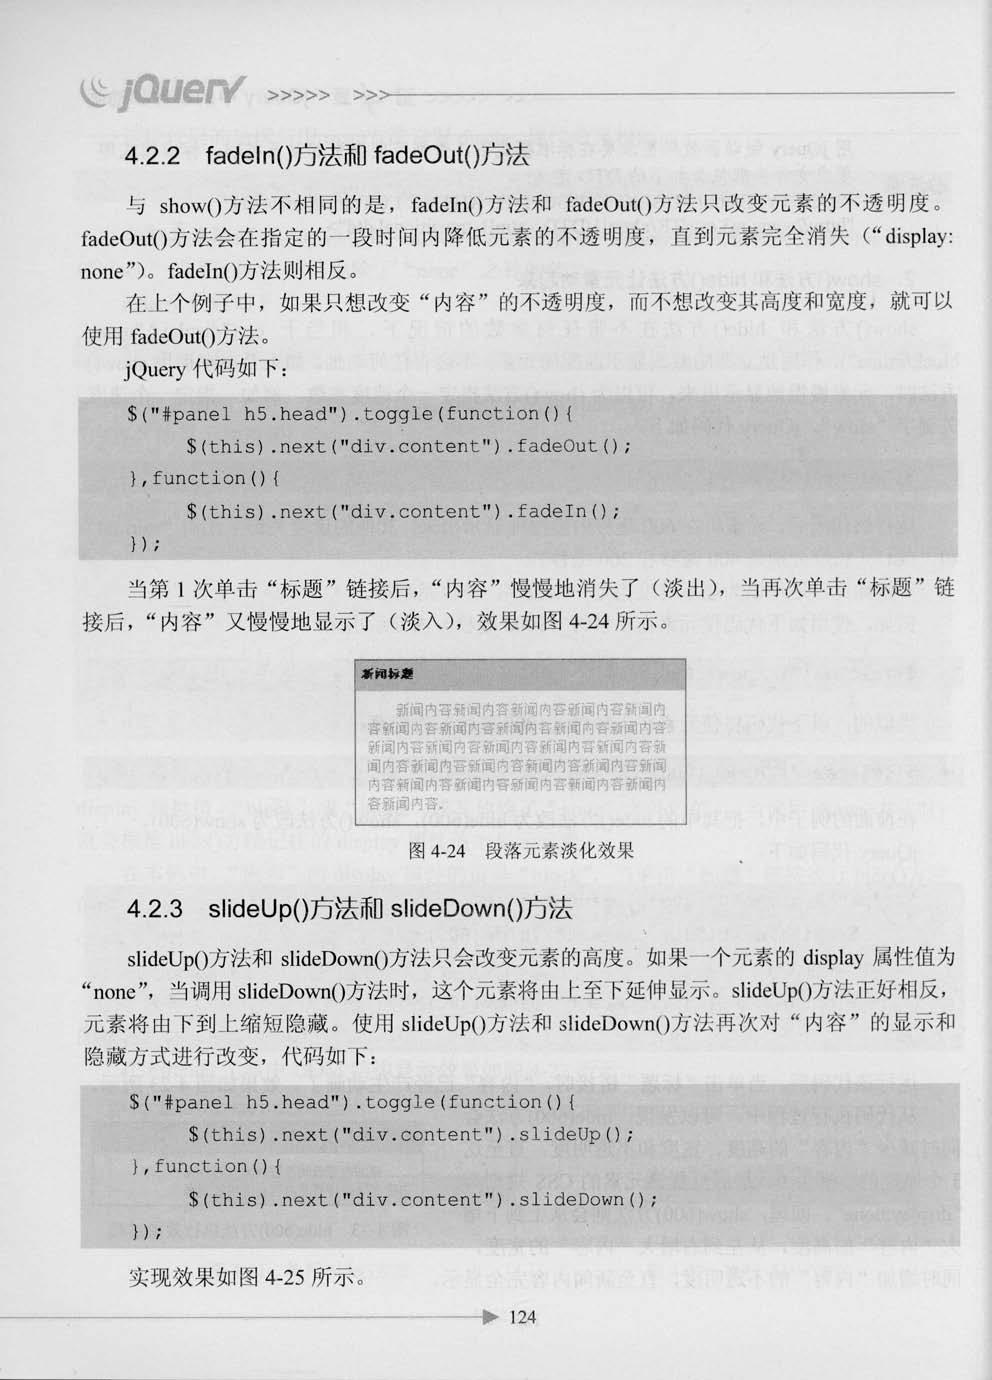 jQuery >>>>> >>>
4.2.2 fadeIn()方法和 fadeOut()方法
与 show()方法不相同的是，fadeIn()方法和 fadeOut()方法只改变元素的不透明度。
fadeOut()方法会在指定的一段时间内降低元素的不透明度，直到元素完全消失（“display:
none”）。fadeIn()方法则相反。
在上个例子中，如果只想改变“内容”的不透明度，而不想改变其高度和宽度，就可以
使用 fadeOut()方法。
jQuery 代码如下：
$("#panel h5.head").toggle(function(){
$(this).next("div.content").fadeOut();
},function(){
$(this).next("div.content").fadeIn();
});
当第 1 次单击“标题”链接后，“内容”慢慢地消失了（淡出），当再次单击“标题”链
接后，“内容”又慢慢地显示了（淡入），效果如图 4-24 所示。
新闻标题
新闻内容新闻内容新闻内容新闻内容新闻内
容新闻内容新闻内容新闻内容新闻内容新闻内容
新闻内容新闻内容新闻内容新闻内容新闻内容新
闻内容新闻内容新闻内容新闻内容新闻内容新闻
内容新闻内容新闻内容新闻内容新闻内容新闻内
容新闻内容。
图 4-24 段落元素淡化效果
4.2.3 slideUp()方法和 slideDown()方法
slideUp()方法和 slideDown()方法只会改变元素的高度。如果一个元素的 display 属性值为
“none”，当调用 slideDown()方法时，这个元素将由上至下延伸显示。slideUp()方法正好相反，
元素将由下到上缩短隐藏。使用 slideUp()方法和 slideDown()方法再次对“内容”的显示和
隐藏方式进行改变，代码如下：
$("#panel h5.head").toggle(function(){
$(this).next("div.content").slideUp();
},function(){
$(this).next("div.content").slideDown();
});
实现效果如图 4-25 所示。
124